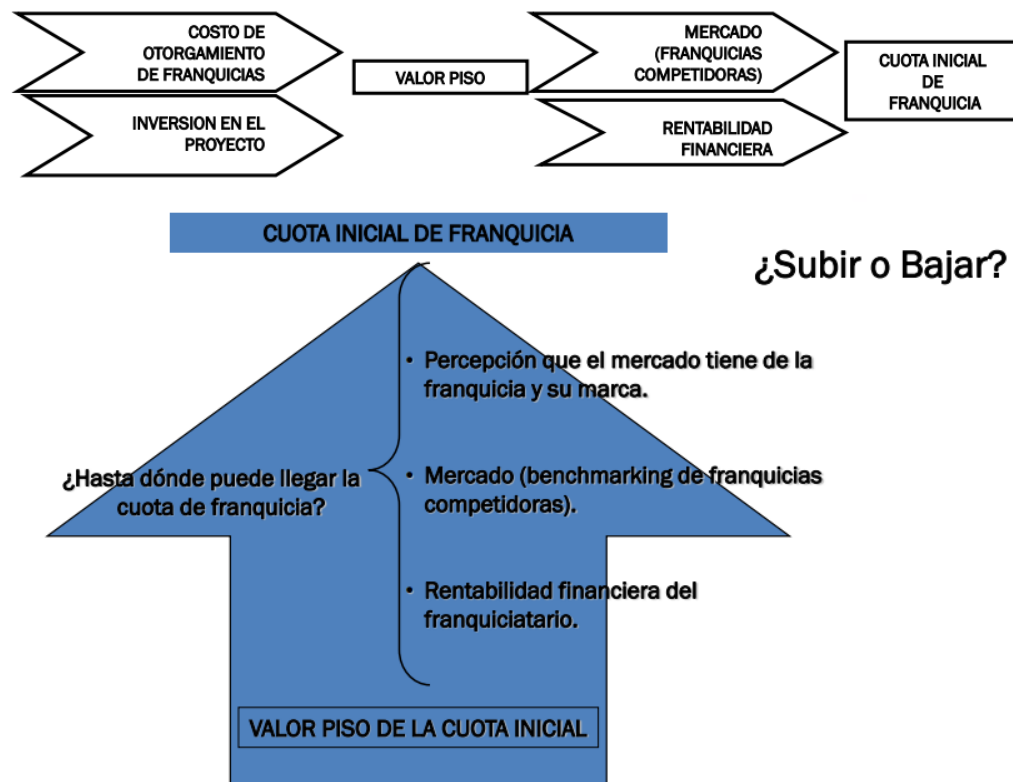 COSTO DE
OTORGAMIENTO
DE FRANQUICIAS
INVERSION EN EL
PROYECTO
VALOR PISO
MERCADO
(FRANQUICIAS
COMPETIDORAS)
RENTABILIDAD
FINANCIERA
CUOTA INICIAL
DE
FRANQUICIA
CUOTA INICIAL DE FRANQUICIA
¿Subir o Bajar?
¿Hasta dónde puede llegar la
cuota de franquicia?
• Percepción que el mercado tiene de la
franquicia y su marca.
• Mercado (benchmarking de franquicias
competidoras).
• Rentabilidad financiera del
franquiciatario.
VALOR PISO DE LA CUOTA INICIAL